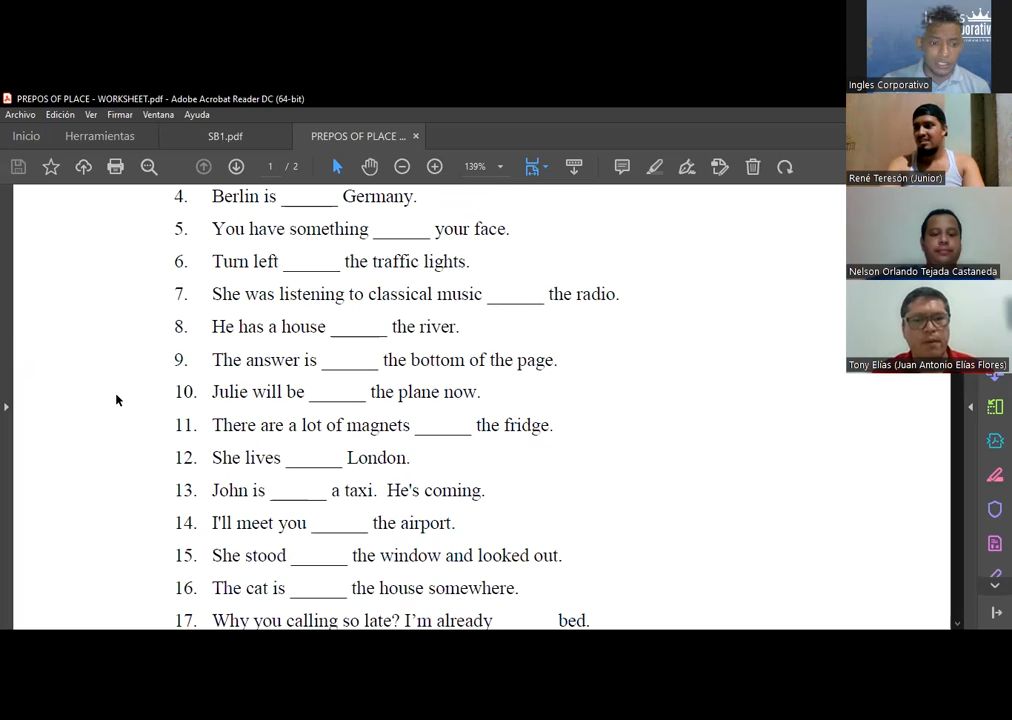 PREPOS OF PLACE - WORKSHEET.pdf - Adobe Acrobat Reader DC (64-bit)
Archivo Edición Ver Firmar Ventana Ayuda
Inicio Herramientas SB1.pdf PREPOS OF PLACE ... ×
1 / 2 139%
4. Berlin is ______ Germany.
5. You have something ______ your face.
6. Turn left ______ the traffic lights.
7. She was listening to classical music ______ the radio.
8. He has a house ______ the river.
9. The answer is ______ the bottom of the page.
10. Julie will be ______ the plane now.
11. There are a lot of magnets ______ the fridge.
12. She lives ______ London.
13. John is ______ a taxi. He's coming.
14. I'll meet you ______ the airport.
15. She stood ______ the window and looked out.
16. The cat is ______ the house somewhere.
17. Why you calling so late? I'm already ______ bed.
Ingles Corporativo
René Teresón (Junior)
Nelson Orlando Tejada Castaneda
Tony Elías (Juan Antonio Elías Flores)